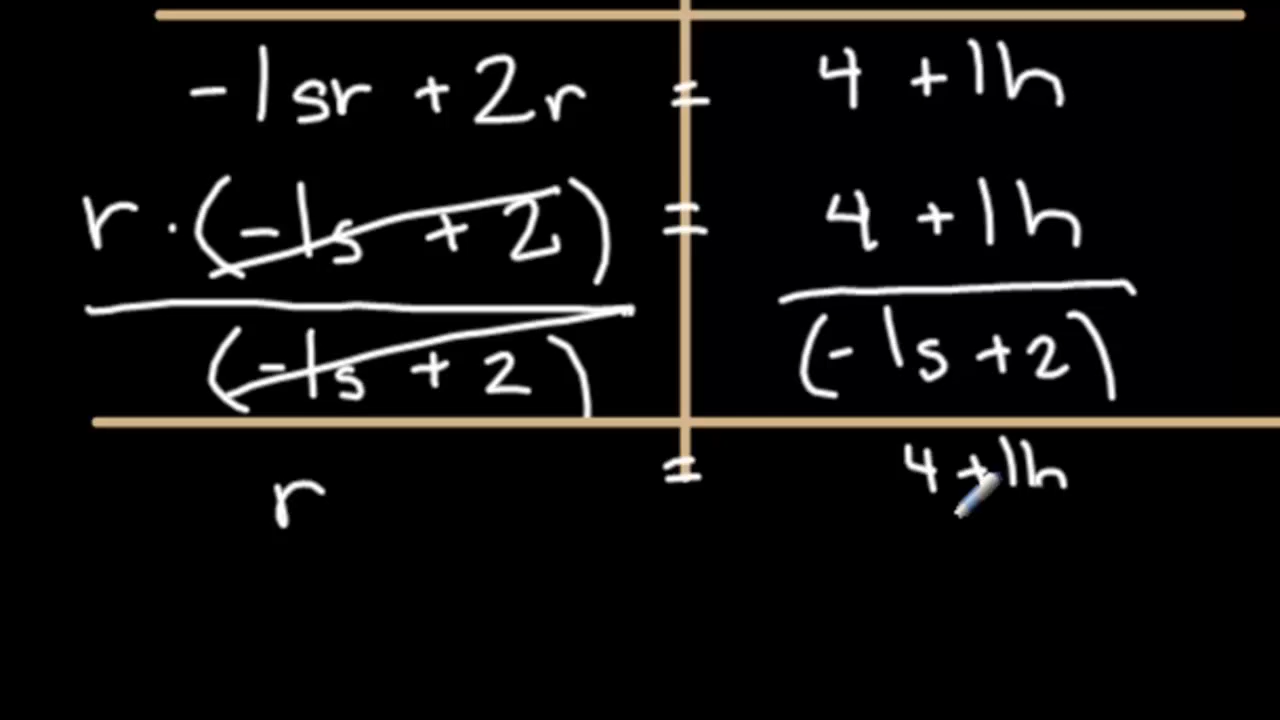 -1sr + 2r = 4 + 1h
r · (-1s + 2) = 4 + 1h
(-1s + 2) (-1s + 2)
r = 4 + 1h